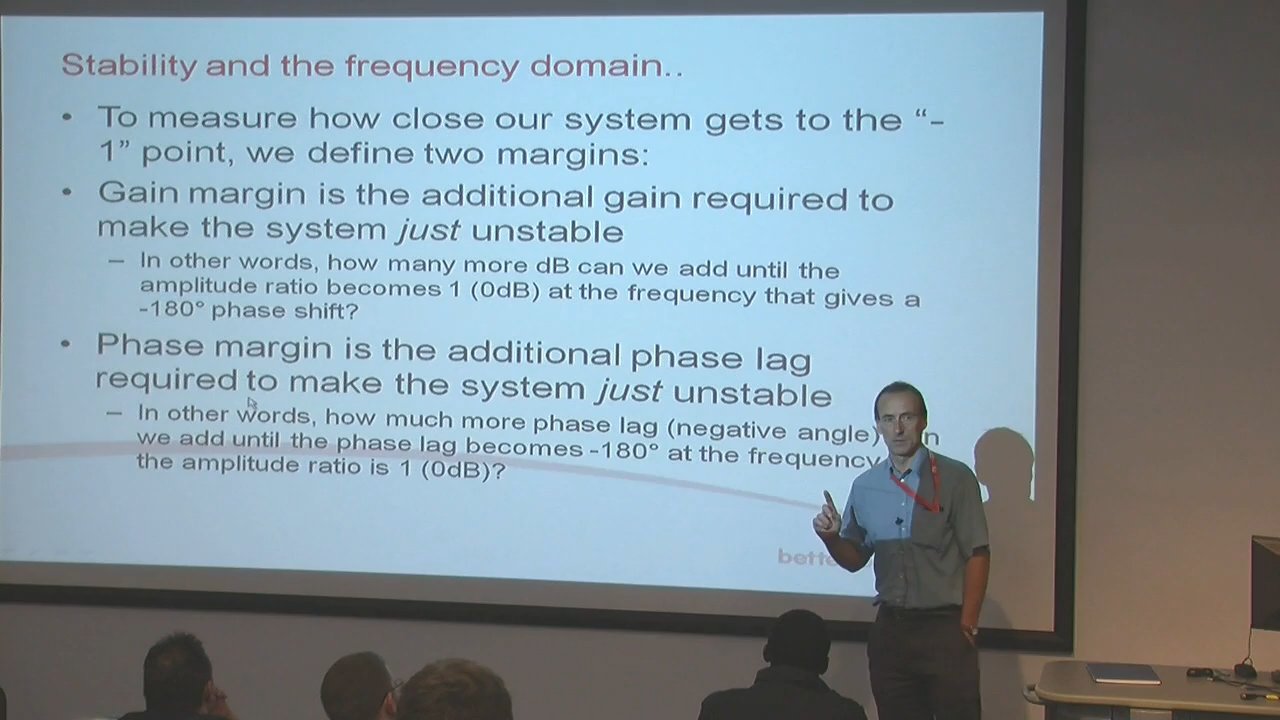 Stability and the frequency domain..
• To measure how close our system gets to the “-
1” point, we define two margins:
• Gain margin is the additional gain required to
make the system just unstable
– In other words, how many more dB can we add until the
amplitude ratio becomes 1 (0dB) at the frequency that gives a
-180° phase shift?
• Phase margin is the additional phase lag
required to make the system just unstable
– In other words, how much more phase lag (negative angle)
we add until the phase lag becomes -180° at the frequency
the amplitude ratio is 1 (0dB)?